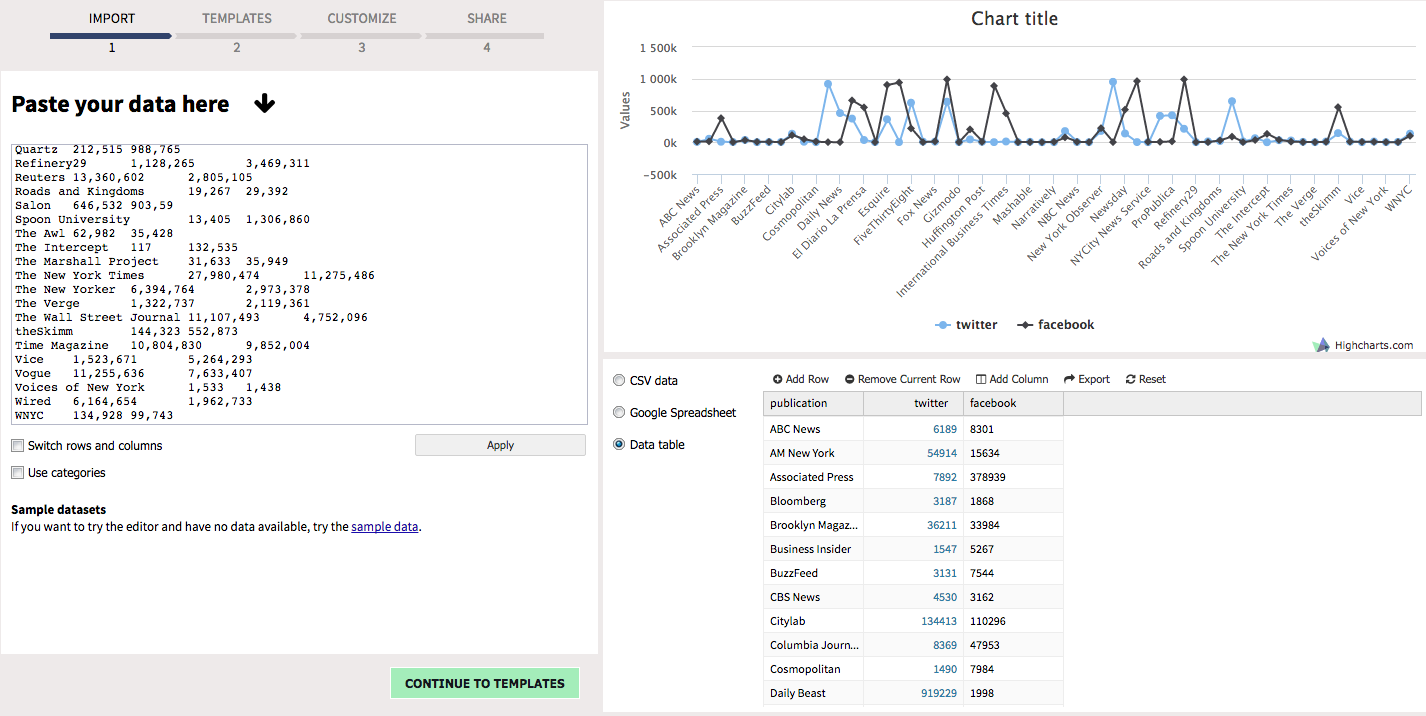 IMPORT TEMPLATES CUSTOMIZE SHARE
1 2 3 4
Paste your data here
Quartz 212,515 988,765
Refinery29 1,128,265 3,469,311
Reuters 13,360,602 2,805,105
Roads and Kingdoms 19,267 29,392
Salon 646,532 903,59
Spoon University 13,405 1,306,860
The Awl 62,982 35,428
The Intercept 117 132,535
The Marshall Project 31,633 35,949
The New York Times 27,980,474 11,275,486
The New Yorker 6,394,764 2,973,378
The Verge 1,322,737 2,119,361
The Wall Street Journal 11,107,493 4,752,096
theSkimm 144,323 552,873
Time Magazine 10,804,830 9,852,004
Vice 1,523,671 5,264,293
Vogue 11,255,636 7,633,407
Voices of New York 1,533 1,438
Wired 6,164,654 1,962,733
WNYC 134,928 99,743
Switch rows and columns
Apply
Use categories
Sample datasets
If you want to try the editor and have no data available, try the sample data.
CONTINUE TO TEMPLATES
Chart title
Values
1 500k
1 000k
500k
0k
-500k
ABC News
Associated Press
Brooklyn Magazine
BuzzFeed
Citylab
Cosmopolitan
Daily News
El Diario La Prensa
Esquire
FiveThirtyEight
Fox News
Gizmodo
Huffington Post
International Business Times
Mashable
Narratively
NBC News
New York Observer
Newsday
NYCity News Service
ProPublica
Refinery29
Roads and Kingdoms
Spoon University
The Intercept
The New York Times
The Verge
theSkimm
Vice
Voices of New York
WNYC
twitter facebook
Highcharts.com
CSV data
Google Spreadsheet
Data table
Add Row Remove Current Row Add Column Export Reset
publication twitter facebook
ABC News 6189 8301
AM New York 54914 15634
Associated Press 7892 378939
Bloomberg 3187 1868
Brooklyn Magaz... 36211 33984
Business Insider 1547 5267
BuzzFeed 3131 7544
CBS News 4530 3162
Citylab 134413 110296
Columbia Journ... 8369 47953
Cosmopolitan 1490 7984
Daily Beast 919229 1998